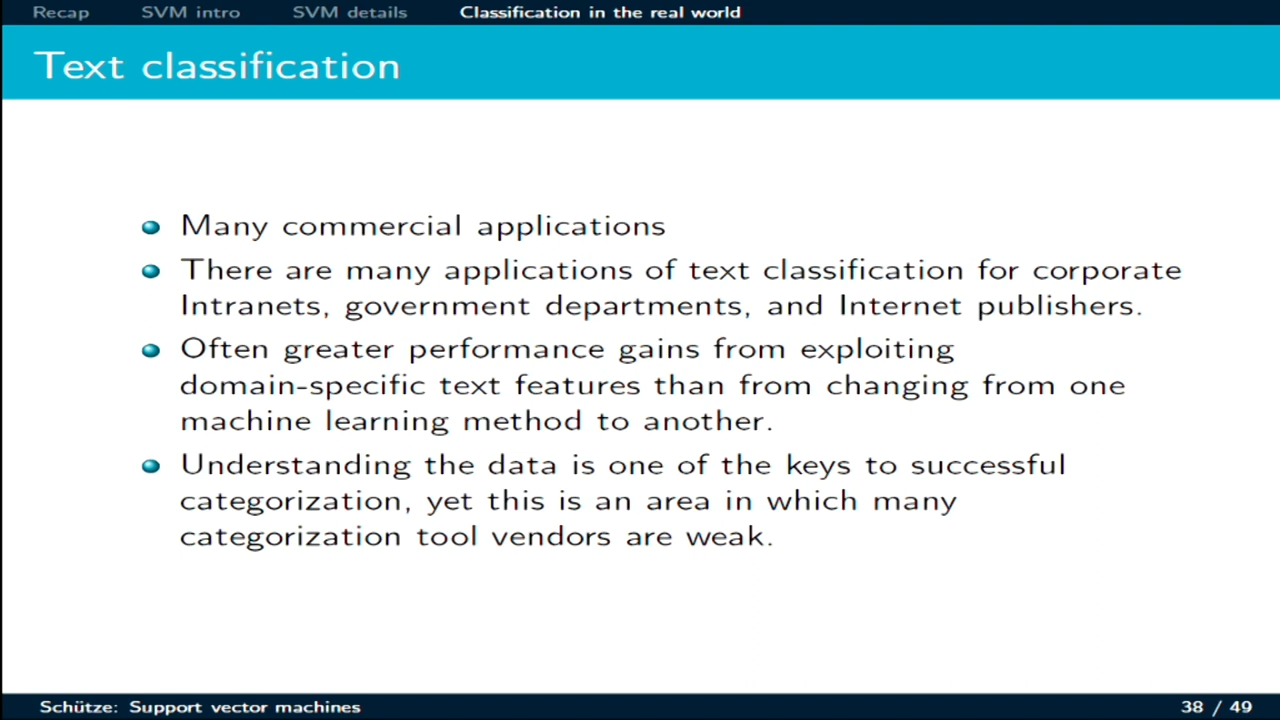 Recap SVM intro SVM details Classification in the real world
Text classification
Many commercial applications
There are many applications of text classification for corporate
Intranets, government departments, and Internet publishers.
Often greater performance gains from exploiting
domain-specific text features than from changing from one
machine learning method to another.
Understanding the data is one of the keys to successful
categorization, yet this is an area in which many
categorization tool vendors are weak.
Schütze: Support vector machines 38 / 49